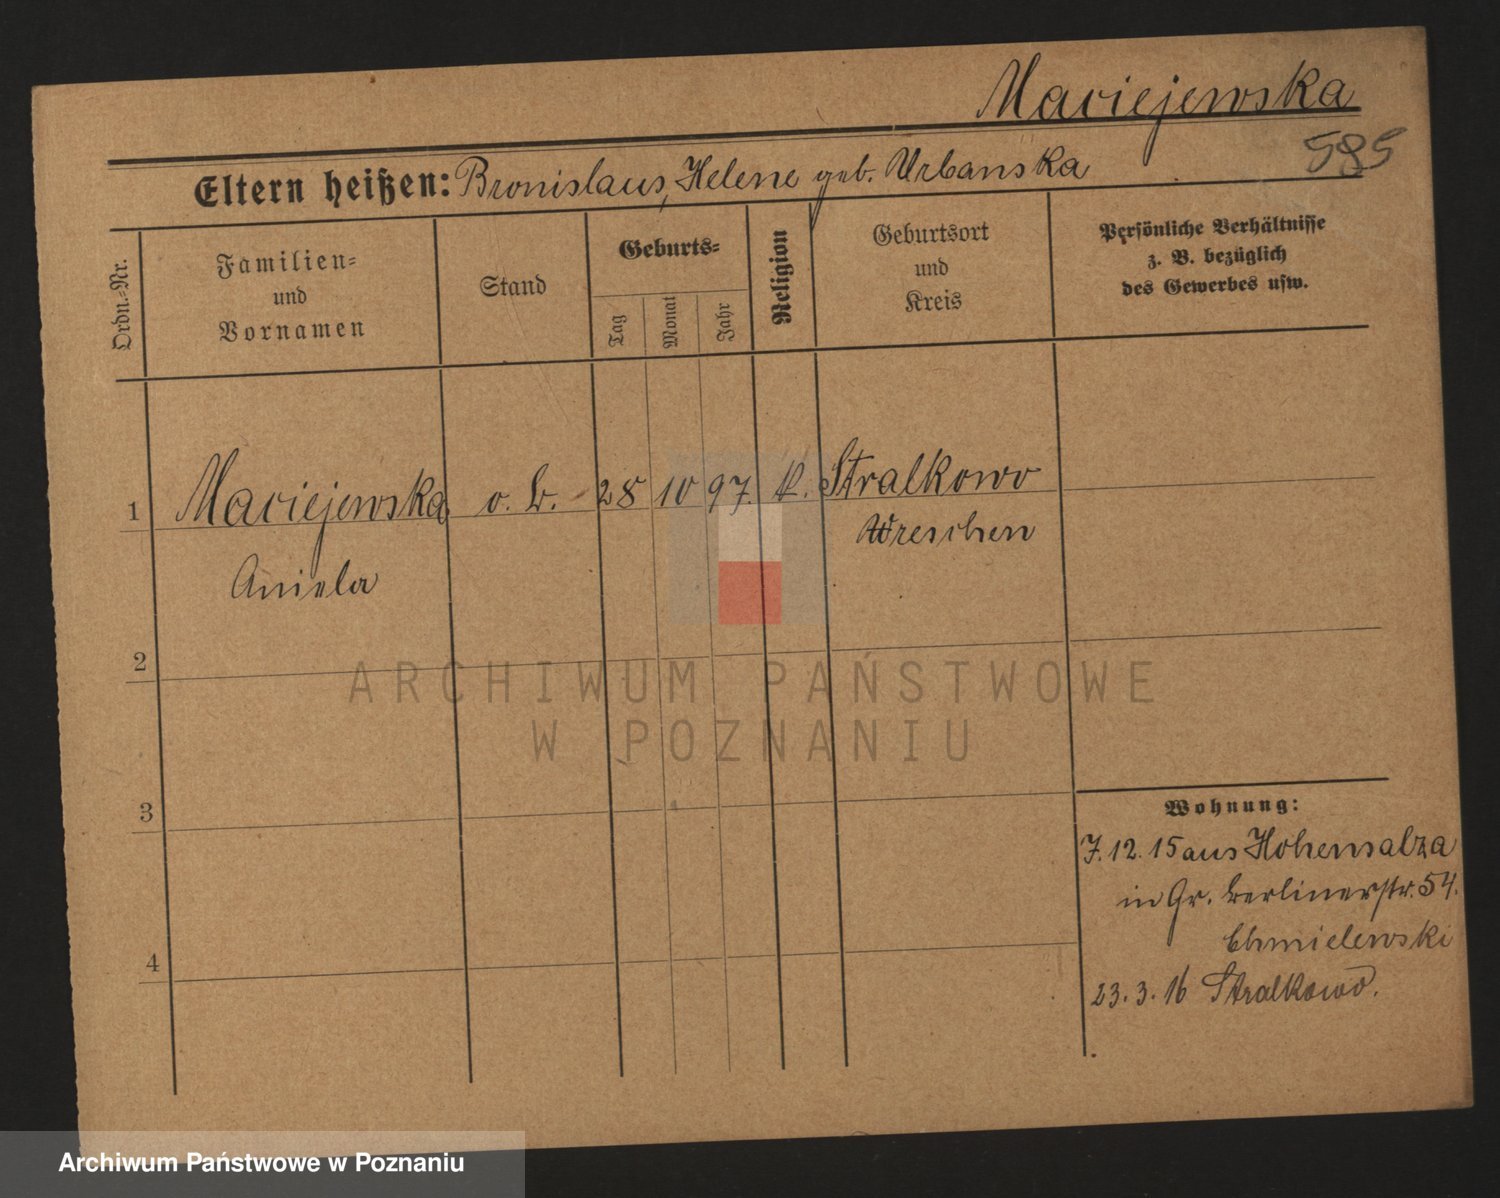 Maciejewska
585
Eltern heißen: Bronislaus, Helene geb. Urbanska
Ordn.-Nr.
Familien-
und
Vornamen
Stand
Geburts-
Tag
Monat
Jahr
Religion
Geburtsort
und
Kreis
Persönliche Verhältnisse
z. B. bezüglich
des Gewerbes usw.
1 Maciejewska o. B. 28 10 97. k. Stralkowo
Aniela Wreschen
2
3
4
Wohnung:
7. 12. 15 aus Hohensalza
in Gr. Berlinerstr. 54.
Chmielewski
23. 3. 16 Stralkowo.
ARCHIWUM PAŃSTWOWE
W POZNANIU
Archiwum Państwowe w Poznaniu